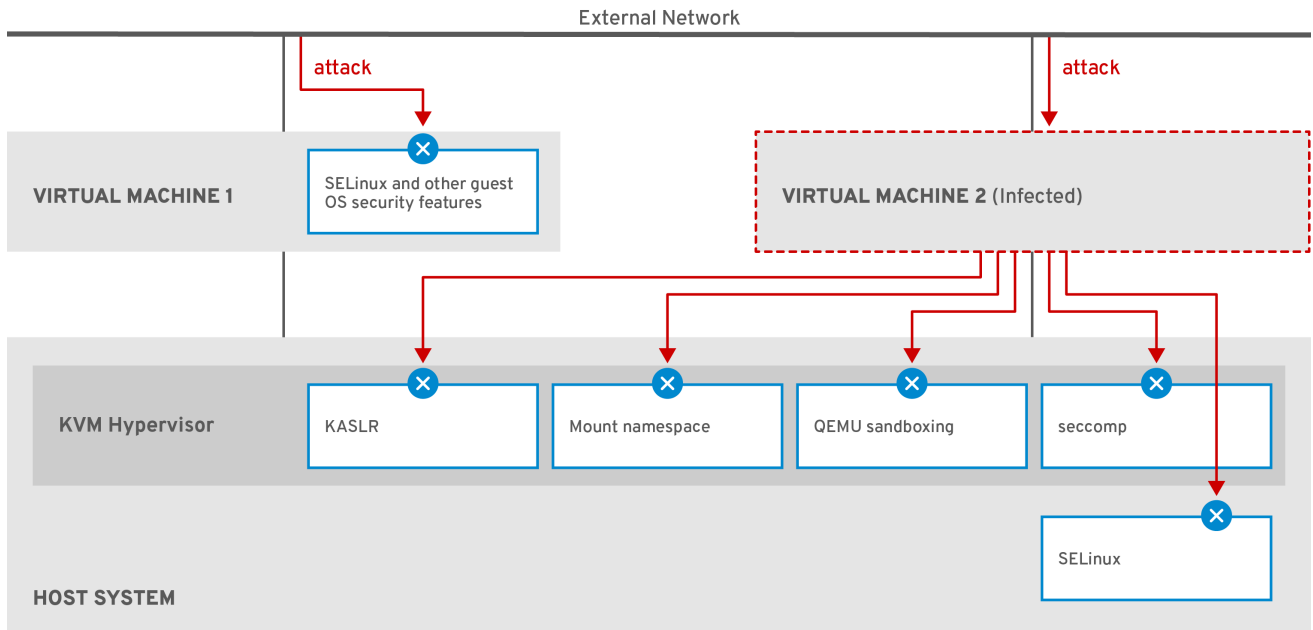 External Network
attack
attack
VIRTUAL MACHINE 1
SELinux and other guest
OS security features
VIRTUAL MACHINE 2 (Infected)
KVM Hypervisor
KASLR
Mount namespace
QEMU sandboxing
seccomp
SELinux
HOST SYSTEM